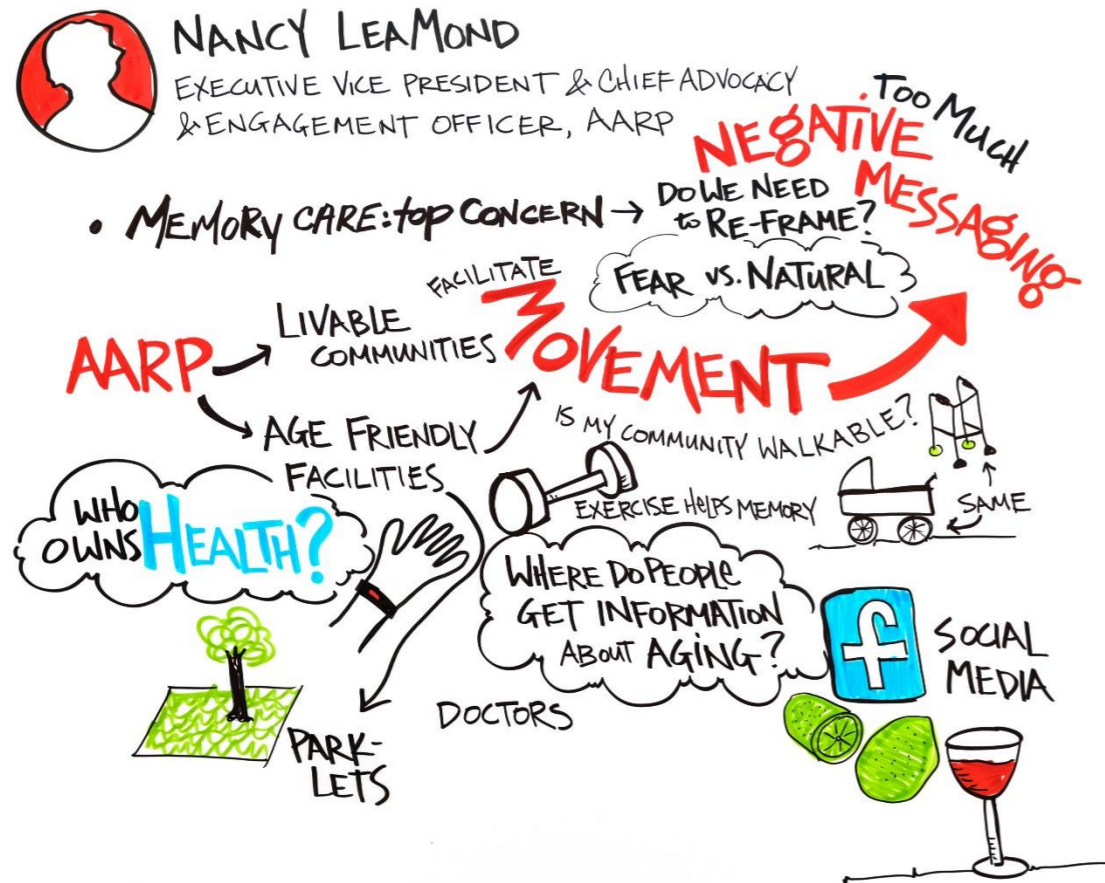 NANCY LEAMOND
EXECUTIVE VICE PRESIDENT & CHIEF ADVOCACY
& ENGAGEMENT OFFICER, AARP
TOO MUCH
NEGATIVE
MESSAGING
• MEMORY CARE: top CONCERN →
DO WE NEED
to RE-FRAME?
FEAR vs. NATURAL
AARP
LIVABLE
COMMUNITIES
AGE FRIENDLY
FACILITIES
FACILITATE
MOVEMENT
IS MY COMMUNITY WALKABLE?
SAME
EXERCISE HELPS MEMORY
WHO
OWNS HEALTH?
WHERE DO PEOPLE
GET INFORMATION
ABOUT AGING?
f
SOCIAL
MEDIA
DOCTORS
PARK-
LETS